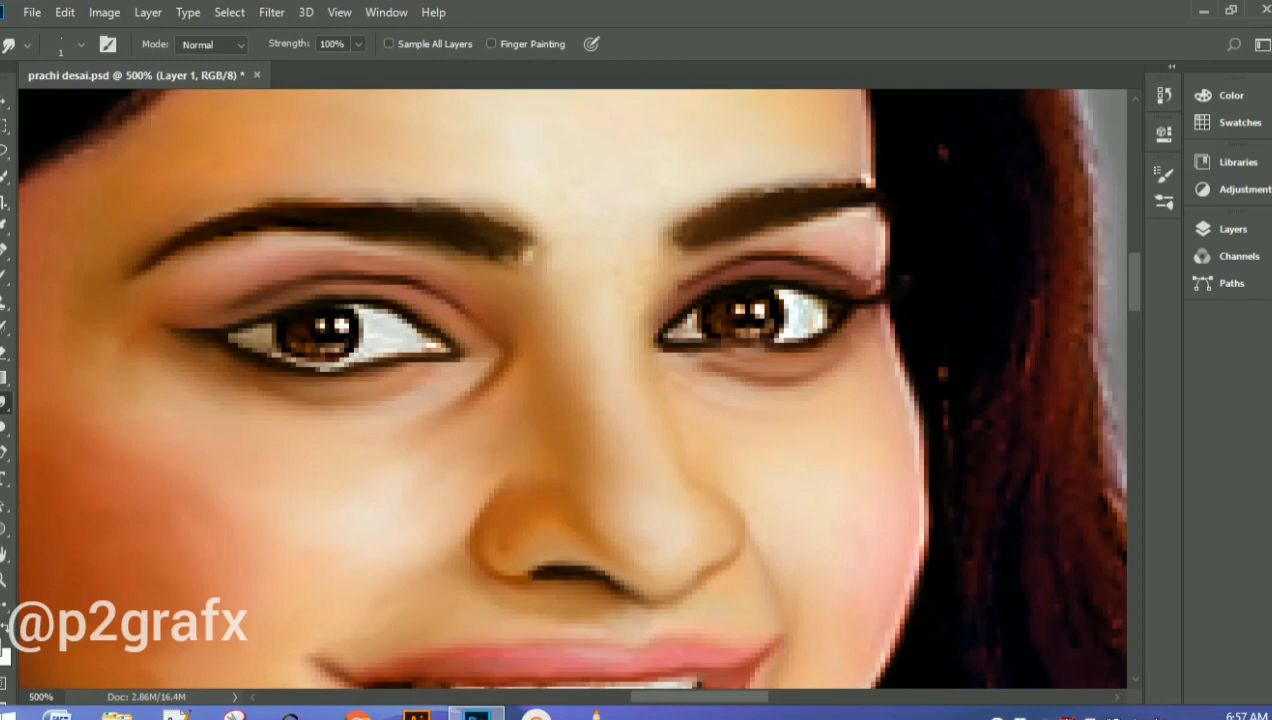 File Edit Image Layer Type Select Filter 3D View Window Help
1 Mode: Normal Strength: 100% Sample All Layers Finger Painting
prachi desai.psd @ 500% (Layer 1, RGB/8) * ×
Color
Swatches
Libraries
Adjustment
Layers
Channels
Paths
@p2grafx
500% Doc: 2.86M/16.4M
Ai
6:57 AM